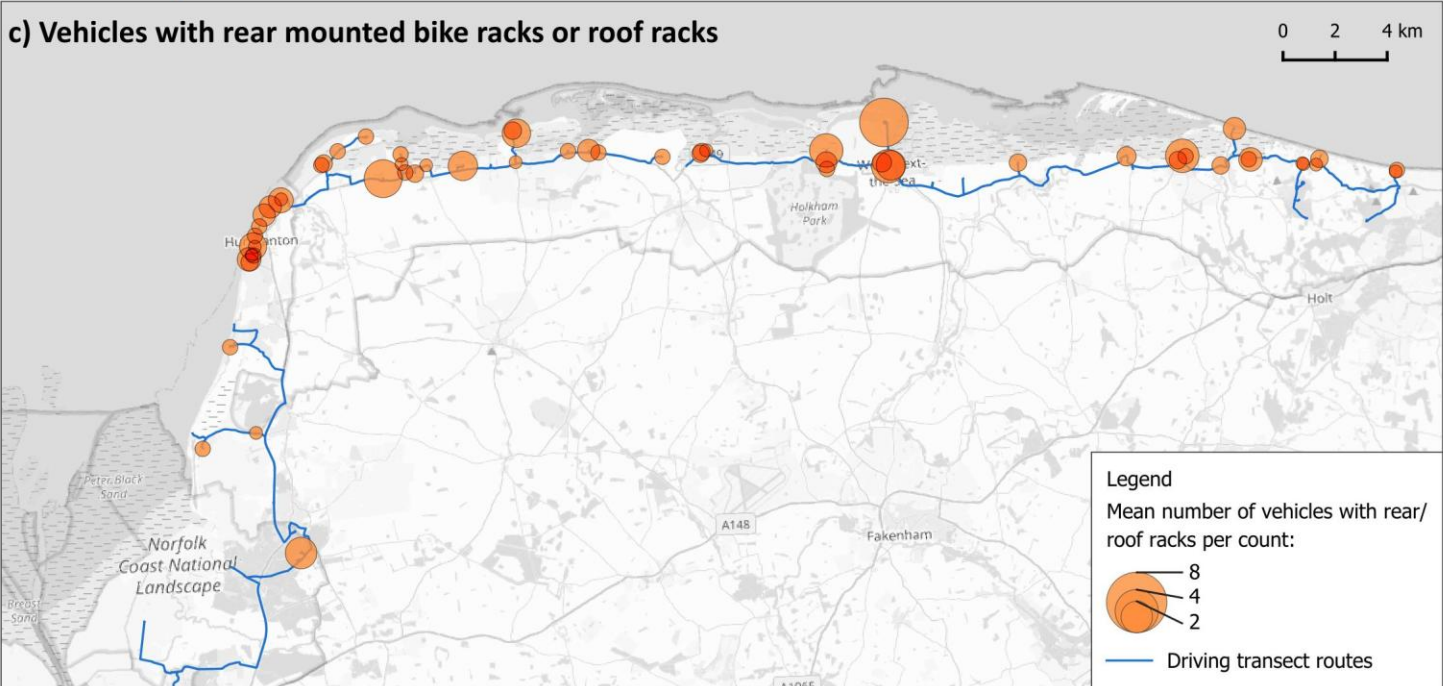 c) Vehicles with rear mounted bike racks or roof racks
0 2 4 km
Holkham
Park
Holt
Peter Black
Sand
A148
Fakenham
Norfolk
Coast National
Landscape
Breast
Sand
Legend
Mean number of vehicles with rear/
roof racks per count:
8
4
2
Driving transect routes